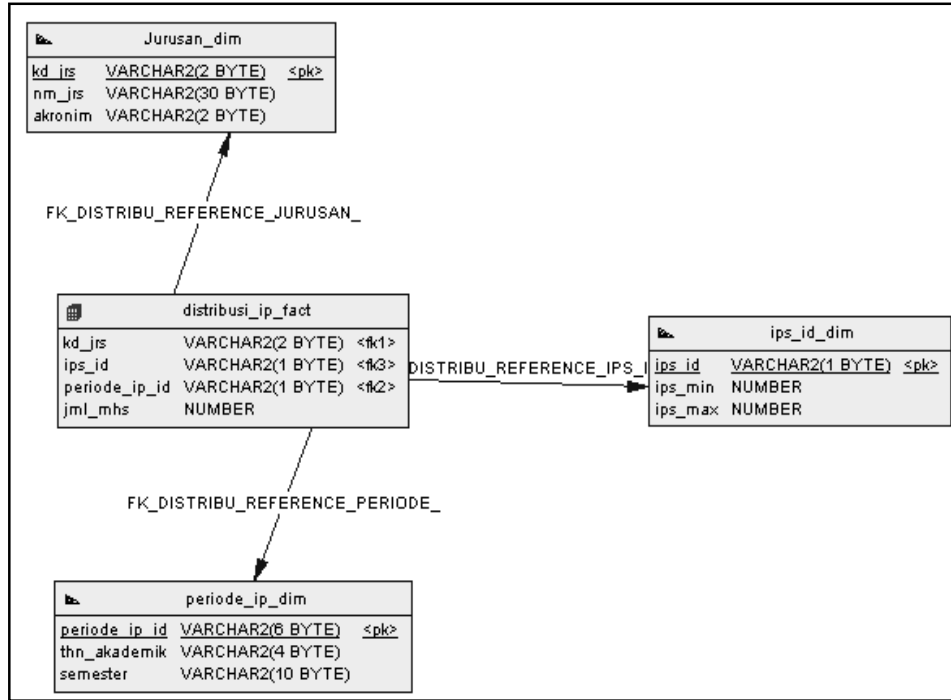 Jurusan_dim
kd_jrs VARCHAR2(2 BYTE) <pk>
nm_jrs VARCHAR2(30 BYTE)
akronim VARCHAR2(2 BYTE)
FK_DISTRIBU_REFERENCE_JURUSAN_
distribusi_ip_fact
kd_jrs VARCHAR2(2 BYTE) <fk1>
ips_id VARCHAR2(1 BYTE) <fk3>
periode_ip_id VARCHAR2(1 BYTE) <fk2>
jml_mhs NUMBER
DISTRIBU_REFERENCE_IPS_I
ips_id_dim
ips_id VARCHAR2(1 BYTE) <pk>
ips_min NUMBER
ips_max NUMBER
FK_DISTRIBU_REFERENCE_PERIODE_
periode_ip_dim
periode_ip_id VARCHAR2(6 BYTE) <pk>
thn_akademik VARCHAR2(4 BYTE)
semester VARCHAR2(10 BYTE)